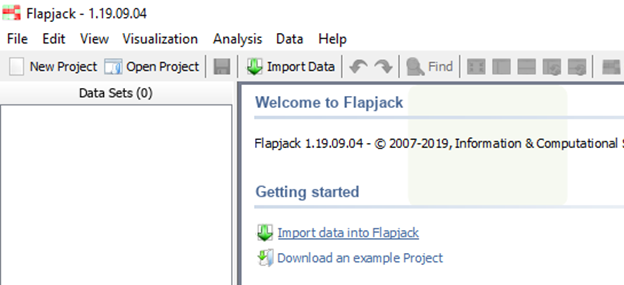 Flapjack - 1.19.09.04
File Edit View Visualization Analysis Data Help
New Project Open Project Import Data Find
Data Sets (0)
Welcome to Flapjack
Flapjack 1.19.09.04 - © 2007-2019, Information & Computational
Getting started
Import data into Flapjack
Download an example Project